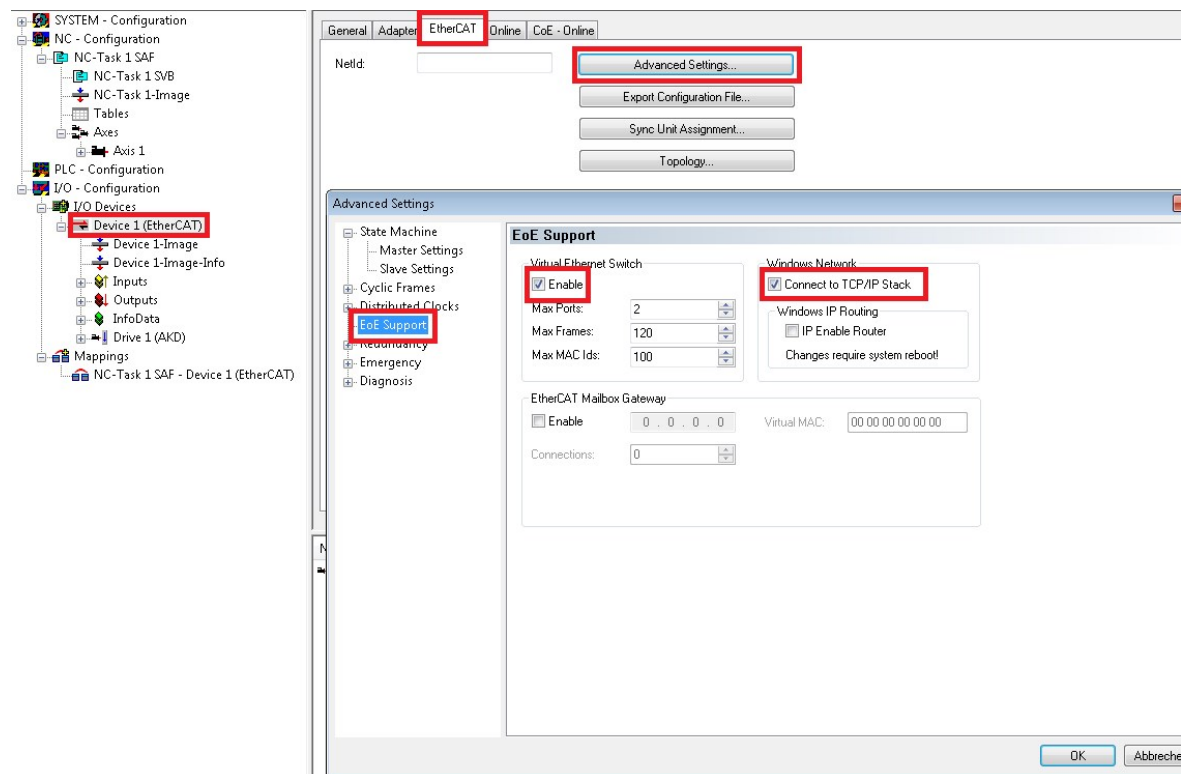 SYSTEM - Configuration
NC - Configuration
NC-Task 1 SAF
NC-Task 1 SVB
NC-Task 1-Image
Tables
Axes
Axis 1
PLC - Configuration
I/O - Configuration
I/O Devices
Device 1 (EtherCAT)
Device 1-Image
Device 1-Image-Info
Inputs
Outputs
InfoData
Drive 1 (AKD)
Mappings
NC-Task 1 SAF - Device 1 (EtherCAT)
General Adapter EtherCAT Online CoE - Online
NetId: Advanced Settings...
Export Configuration File...
Sync Unit Assignment...
Topology...
Advanced Settings
State Machine
Master Settings
Slave Settings
Cyclic Frames
Distributed Clocks
EoE Support
Redundancy
Emergency
Diagnosis
EoE Support
Virtual Ethernet Switch
Enable
Max Ports: 2
Max Frames: 120
Max MAC Ids: 100
Windows Network
Connect to TCP/IP Stack
Windows IP Routing
IP Enable Router
Changes require system reboot!
EtherCAT Mailbox Gateway
Enable 0 . 0 . 0 . 0 Virtual MAC: 00 00 00 00 00 00
Connections: 0
N
OK Abbreche